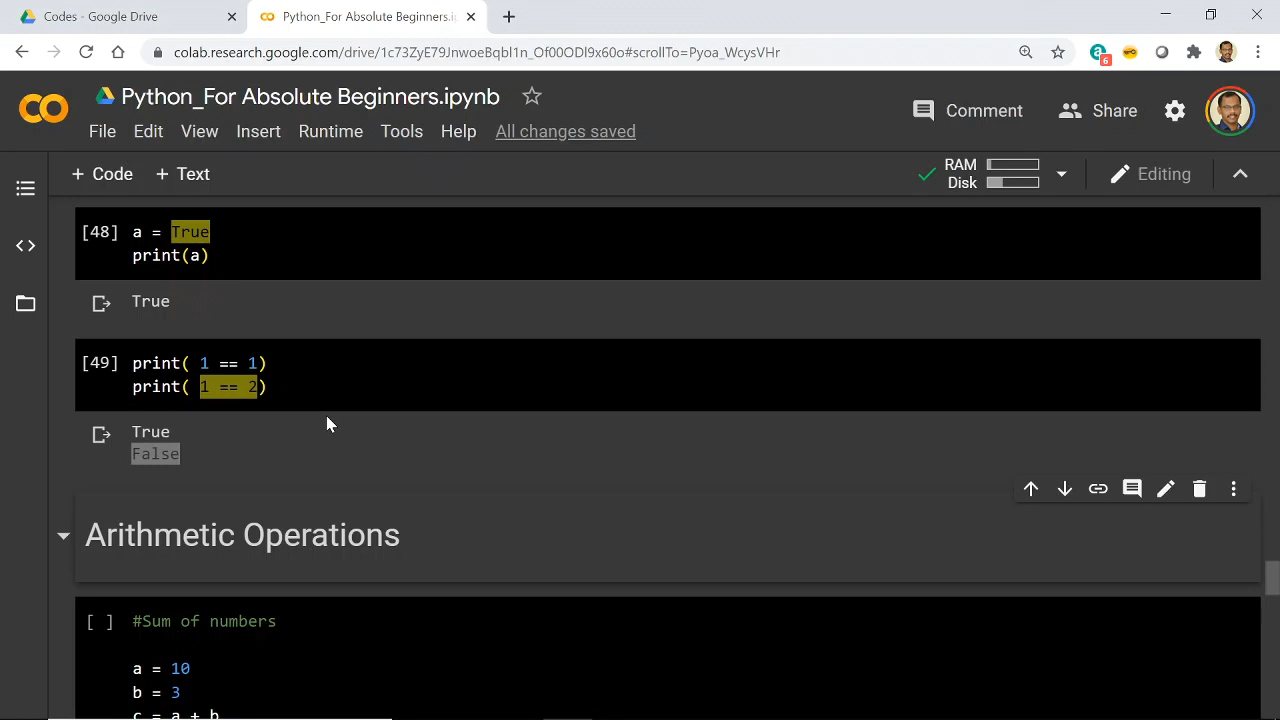 Codes - Google Drive
Python_For Absolute Beginners.i
colab.research.google.com/drive/1c73ZyE79JnwoeBqbl1n_Of00ODl9x60o#scrollTo=Pyoa_WcysVHr
6
Python_For Absolute Beginners.ipynb
Comment
Share
File Edit View Insert Runtime Tools Help All changes saved
+ Code + Text
RAM
Disk
Editing
[48] a = True
print(a)
True
[49] print( 1 == 1)
print( 1 == 2)
True
False
Arithmetic Operations
[ ] #Sum of numbers
a = 10
b = 3
c = a + b